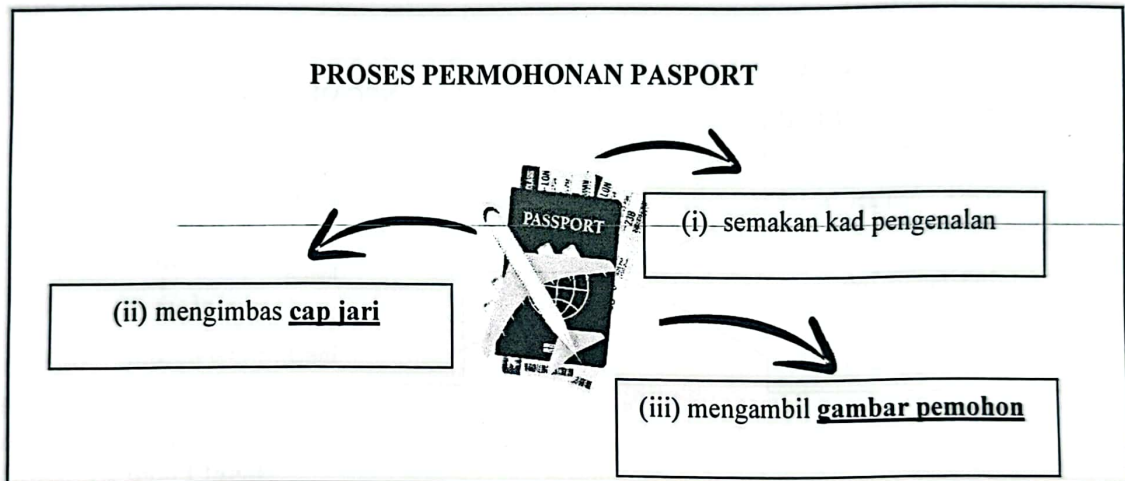 PROSES PERMOHONAN PASPORT
PASSPORT
(i) semakan kad pengenalan
(ii) mengimbas cap jari
(iii) mengambil gambar pemohon